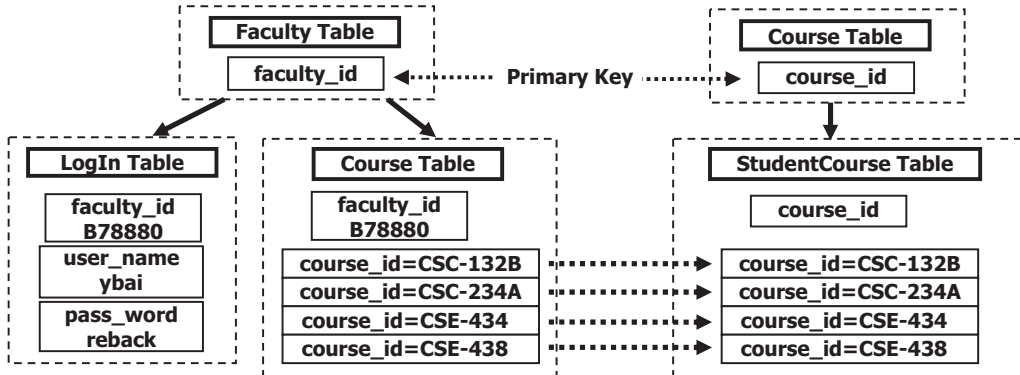 Faculty Table
faculty_id
Primary Key
Course Table
course_id
LogIn Table
faculty_id
B78880
user_name
ybai
pass_word
reback
Course Table
faculty_id
B78880
course_id=CSC-132B
course_id=CSC-234A
course_id=CSE-434
course_id=CSE-438
StudentCourse Table
course_id
course_id=CSC-132B
course_id=CSC-234A
course_id=CSE-434
course_id=CSE-438